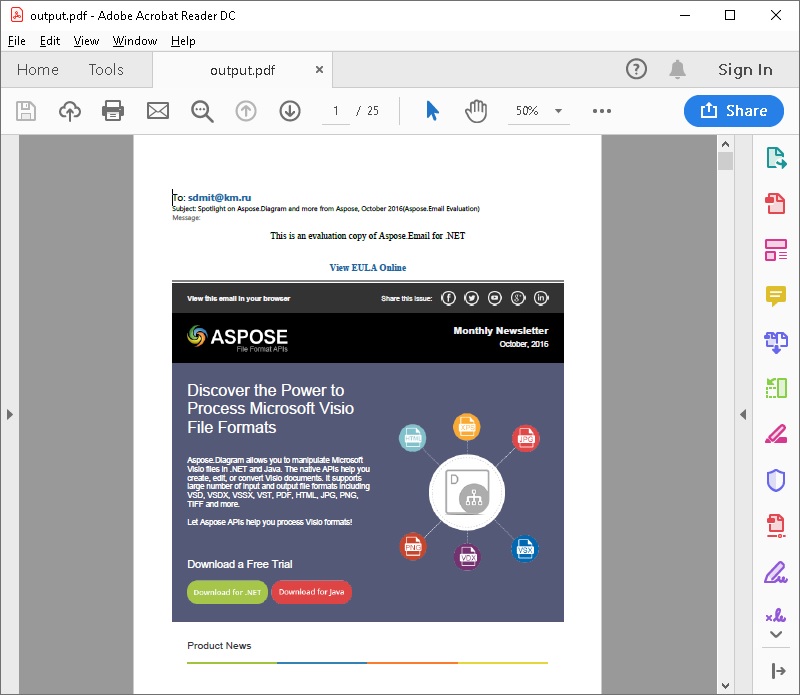 output.pdf - Adobe Acrobat Reader DC
File Edit View Window Help
Home Tools output.pdf × Sign In
1 / 25 50% Share
To: sdmit@km.ru
Subject: Spotlight on Aspose.Diagram and more from Aspose, October 2016(Aspose.Email Evaluation)
Message:
This is an evaluation copy of Aspose.Email for .NET
View EULA Online
View this email in your browser Share this issue:
ASPOSE
File Format APIs
Monthly Newsletter
October, 2016
Discover the Power to
Process Microsoft Visio
File Formats
Aspose.Diagram allows you to manipulate Microsoft
Visio files in .NET and Java. The native APIs help you
create, edit, or convert Visio documents. It supports
large number of input and output file formats including
VSD, VSDX, VSSX, VST, PDF, HTML, JPG, PNG,
TIFF and more.
Let Aspose APIs help you process Visio formats!
HTML
JPG
D
PNG
VDX
VSX
Download a Free Trial
Download for .NET Download for Java
Product News